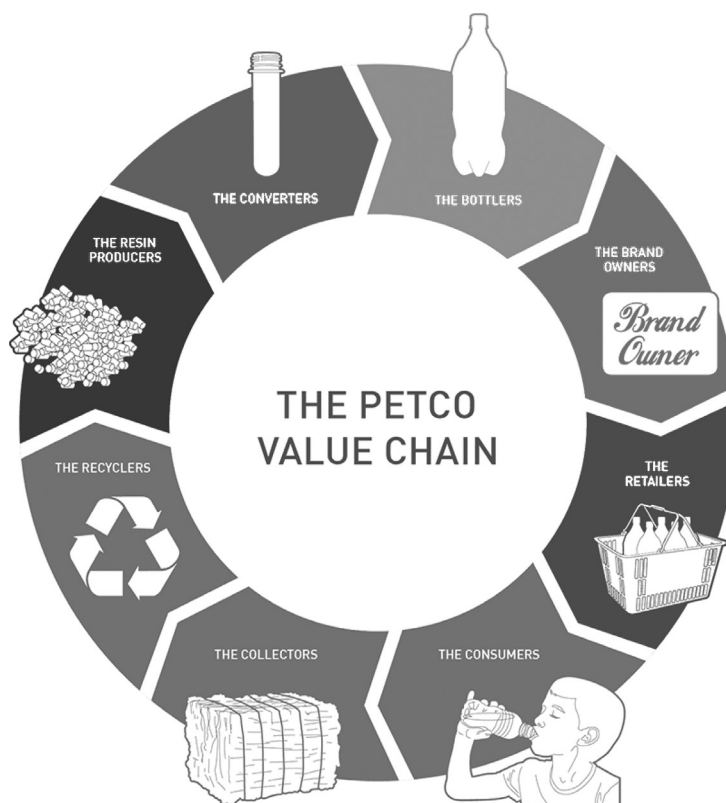 THE CONVERTERS
THE BOTTLERS
THE BRAND
OWNERS
Brand
Owner
THE RETAILERS
THE CONSUMERS
THE COLLECTORS
THE RECYCLERS
THE RESIN
PRODUCERS
THE PETCO
VALUE CHAIN